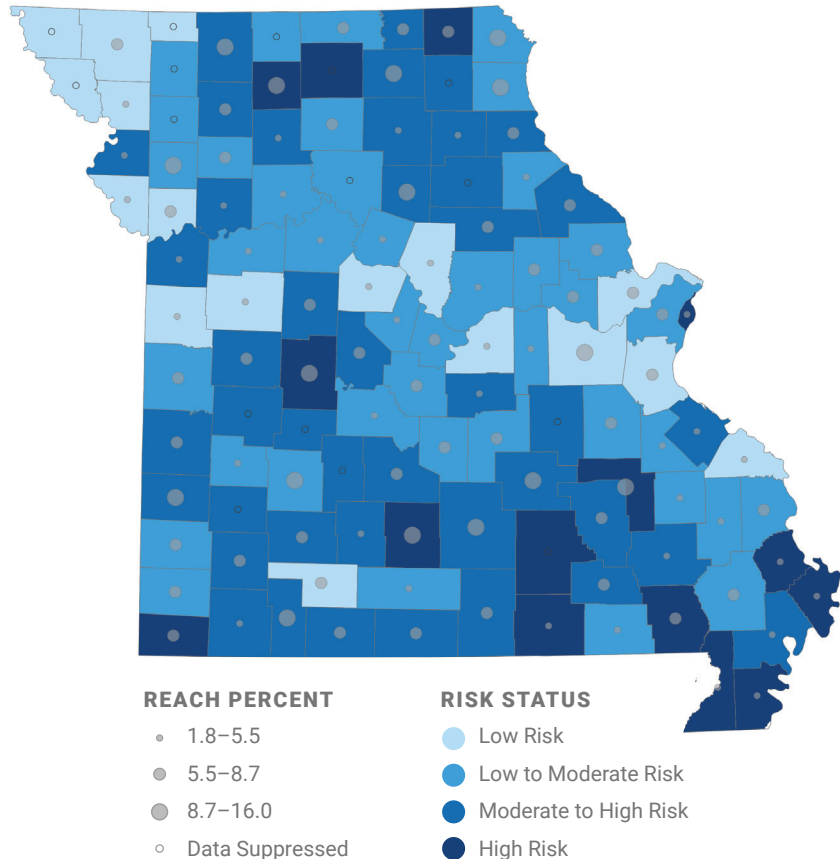 REACH PERCENT
1.8–5.5
5.5–8.7
8.7–16.0
Data Suppressed
RISK STATUS
Low Risk
Low to Moderate Risk
Moderate to High Risk
High Risk